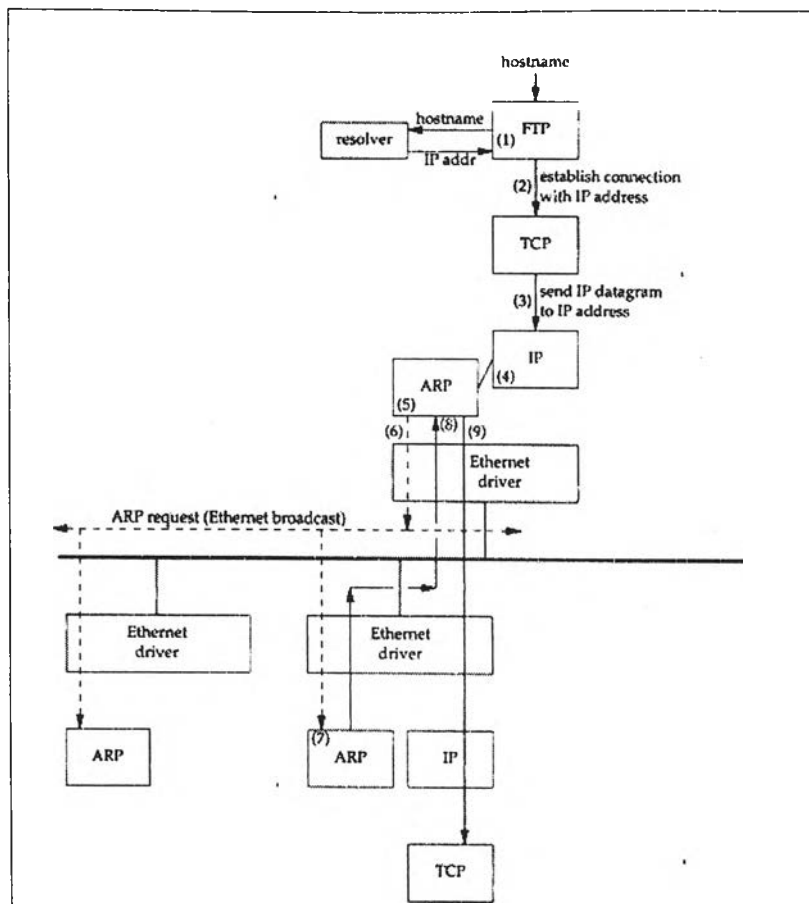 hostname
hostname
FTP
(1)
resolver
IP addr
(2)
establish connection
with IP address
TCP
(3)
send IP datagram
to IP address
IP
(4)
ARP
(5)
(6)
(8)
(9)
Ethernet
driver
ARP request (Ethernet broadcast)
Ethernet
driver
Ethernet
driver
(7)
ARP
ARP
IP
TCP